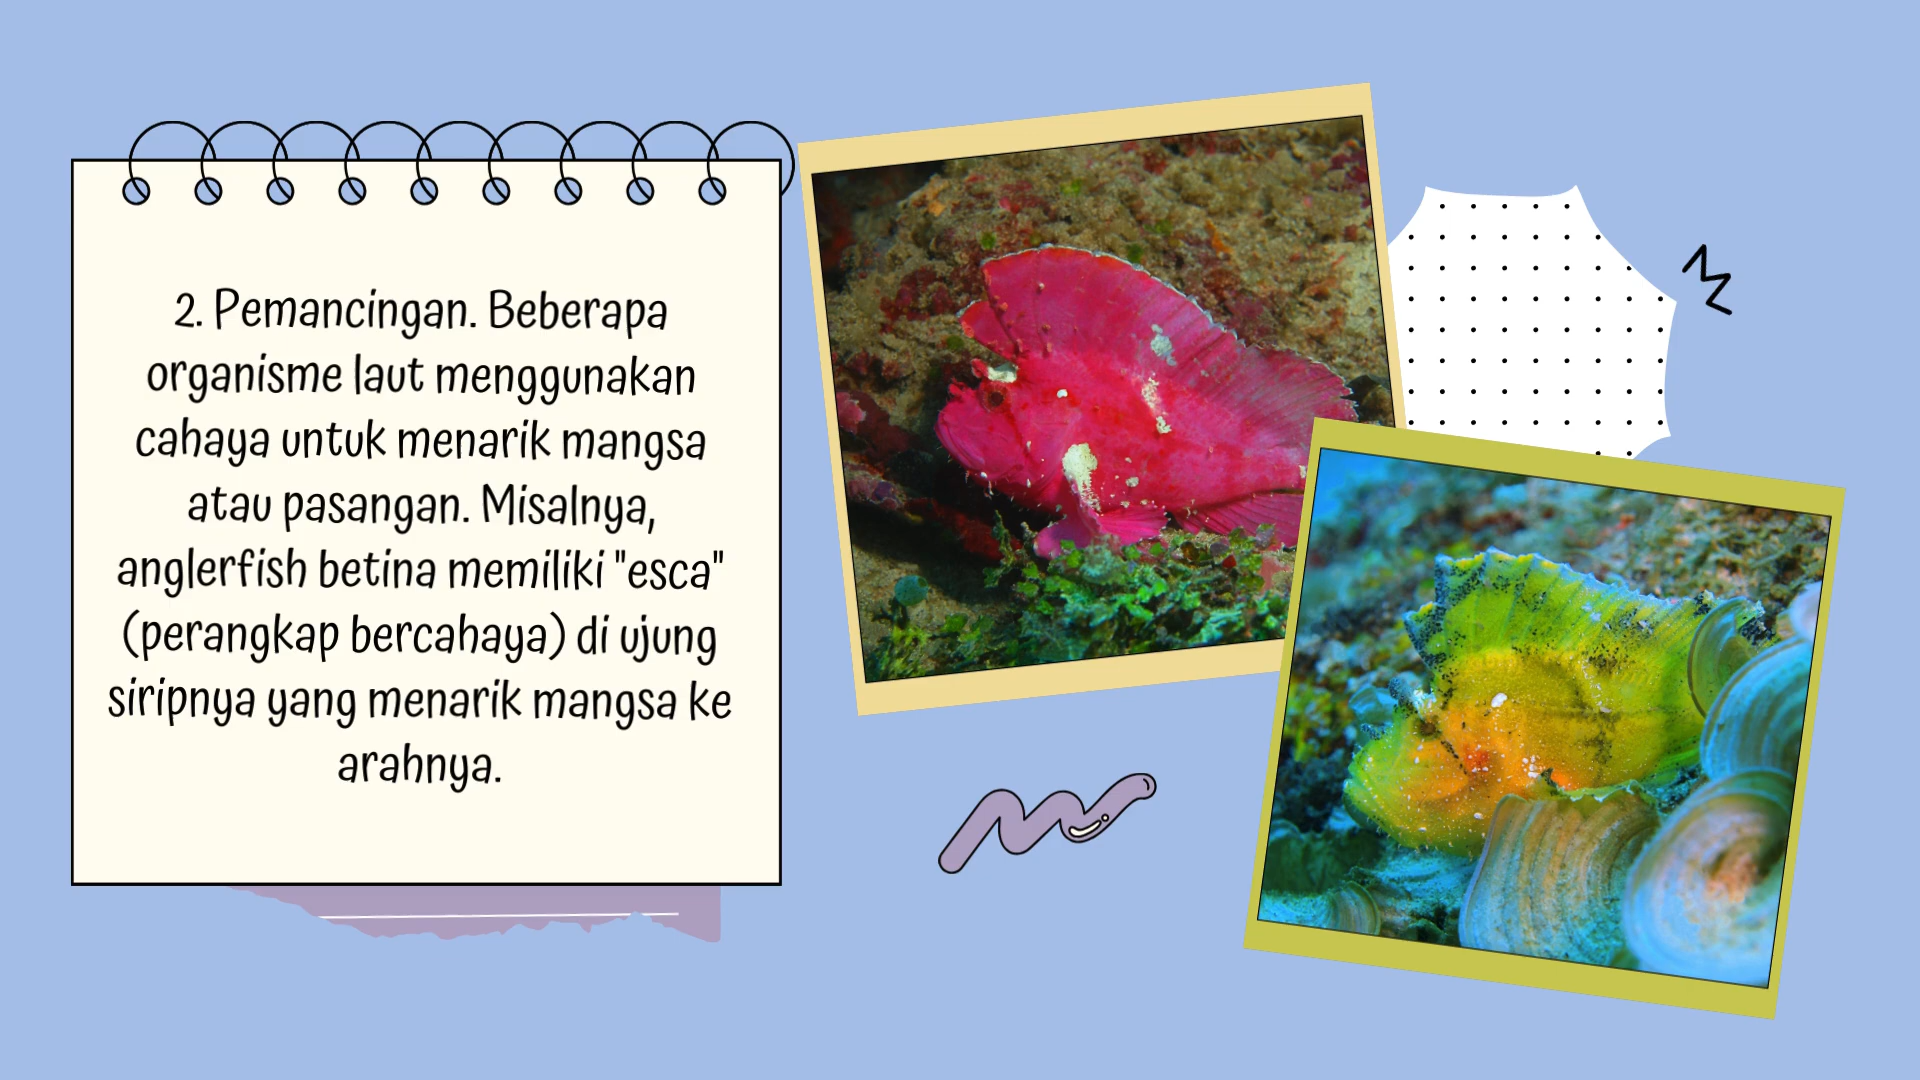 2. Pemancingan. Beberapa
organisme laut menggunakan
cahaya untuk menarik mangsa
atau pasangan. Misalnya,
anglerfish betina memiliki "esca"
(perangkap bercahaya) di ujung
siripnya yang menarik mangsa ke
arahnya.